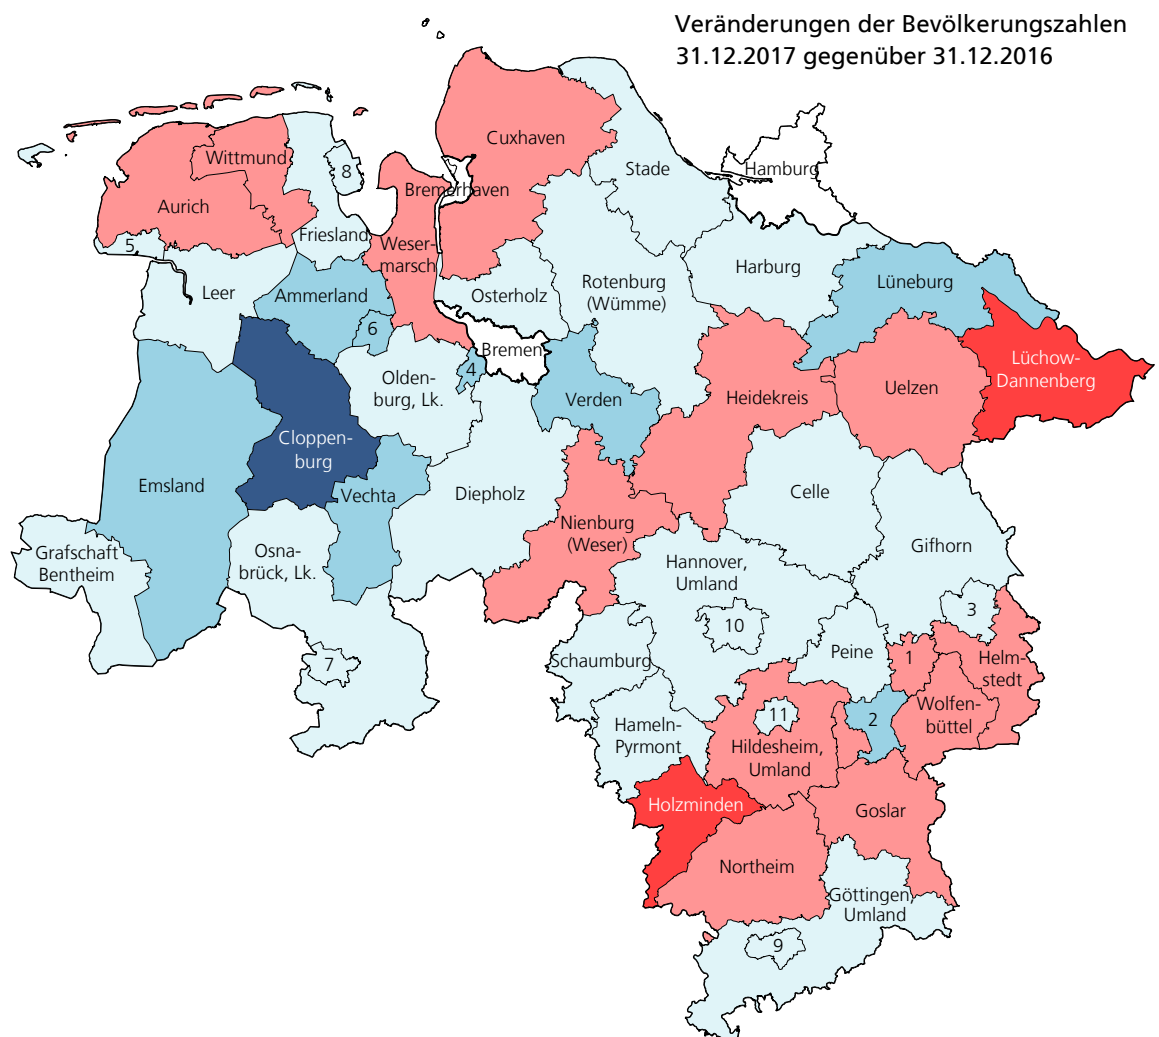 Veränderungen der Bevölkerungszahlen
31.12.2017 gegenüber 31.12.2016
Cuxhaven
Wittmund
Stade
Hamburg
8
Bremerhaven
Aurich
Friesland
5
Weser-
marsch
Harburg
Rotenburg
(Wümme)
Lüneburg
Leer
Ammerland
Osterholz
6
Bremen
4
Lüchow-
Dannenberg
Olden-
burg, Lk.
Verden
Heidekreis
Uelzen
Cloppen-
burg
Emsland
Vechta
Diepholz
Celle
Nienburg
(Weser)
Gifhorn
Grafschaft
Bentheim
Osna-
brück, Lk.
Hannover,
Umland
3
10
7
Schaumburg
Peine
1
Helm-
stedt
Wolfen-
büttel
11
2
Hameln-
Pyrmont
Hildesheim,
Umland
Holzminden
Goslar
Northeim
Göttingen,
Umland
9